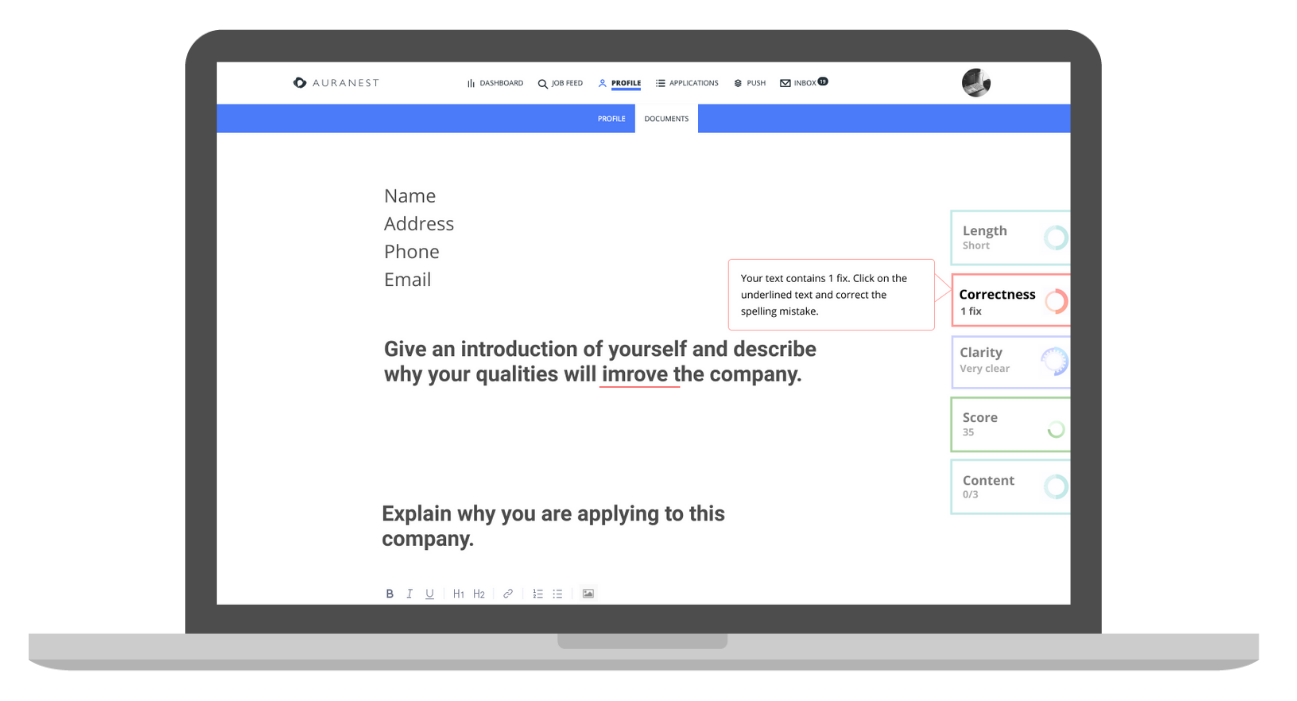 AURANEST
DASHBOARD JOB FEED PROFILE APPLICATIONS PUSH INBOX 19
PROFILE DOCUMENTS
Name
Address
Phone
Email
Give an introduction of yourself and describe
why your qualities will imrove the company.
Explain why you are applying to this
company.
B I U H1 H2
Your text contains 1 fix. Click on the
underlined text and correct the
spelling mistake.
Length
Short
Correctness
1 fix
Clarity
Very clear
Score
35
Content
0/3